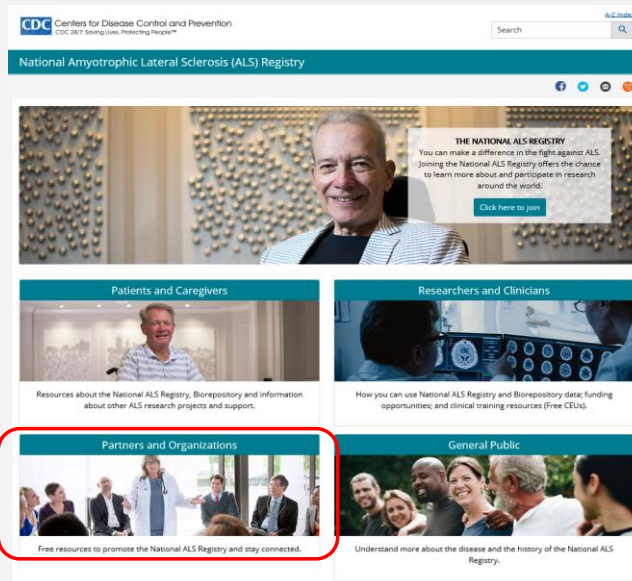 A-Z Index
CDC Centers for Disease Control and Prevention
CDC 24/7: Saving Lives, Protecting People™
Search
National Amyotrophic Lateral Sclerosis (ALS) Registry
THE NATIONAL ALS REGISTRY
You can make a difference in the fight against ALS.
Joining the National ALS Registry offers the chance
to learn more about and participate in research
around the world.
Click here to join
Patients and Caregivers
Resources about the National ALS Registry, Biorepository and information
about other ALS research projects and support.
Researchers and Clinicians
How you can use National ALS Registry and Biorepository data; funding
opportunities; and clinical training resources (Free CEUs).
Partners and Organizations
Free resources to promote the National ALS Registry and stay connected.
General Public
Understand more about the disease and the history of the National ALS
Registry.